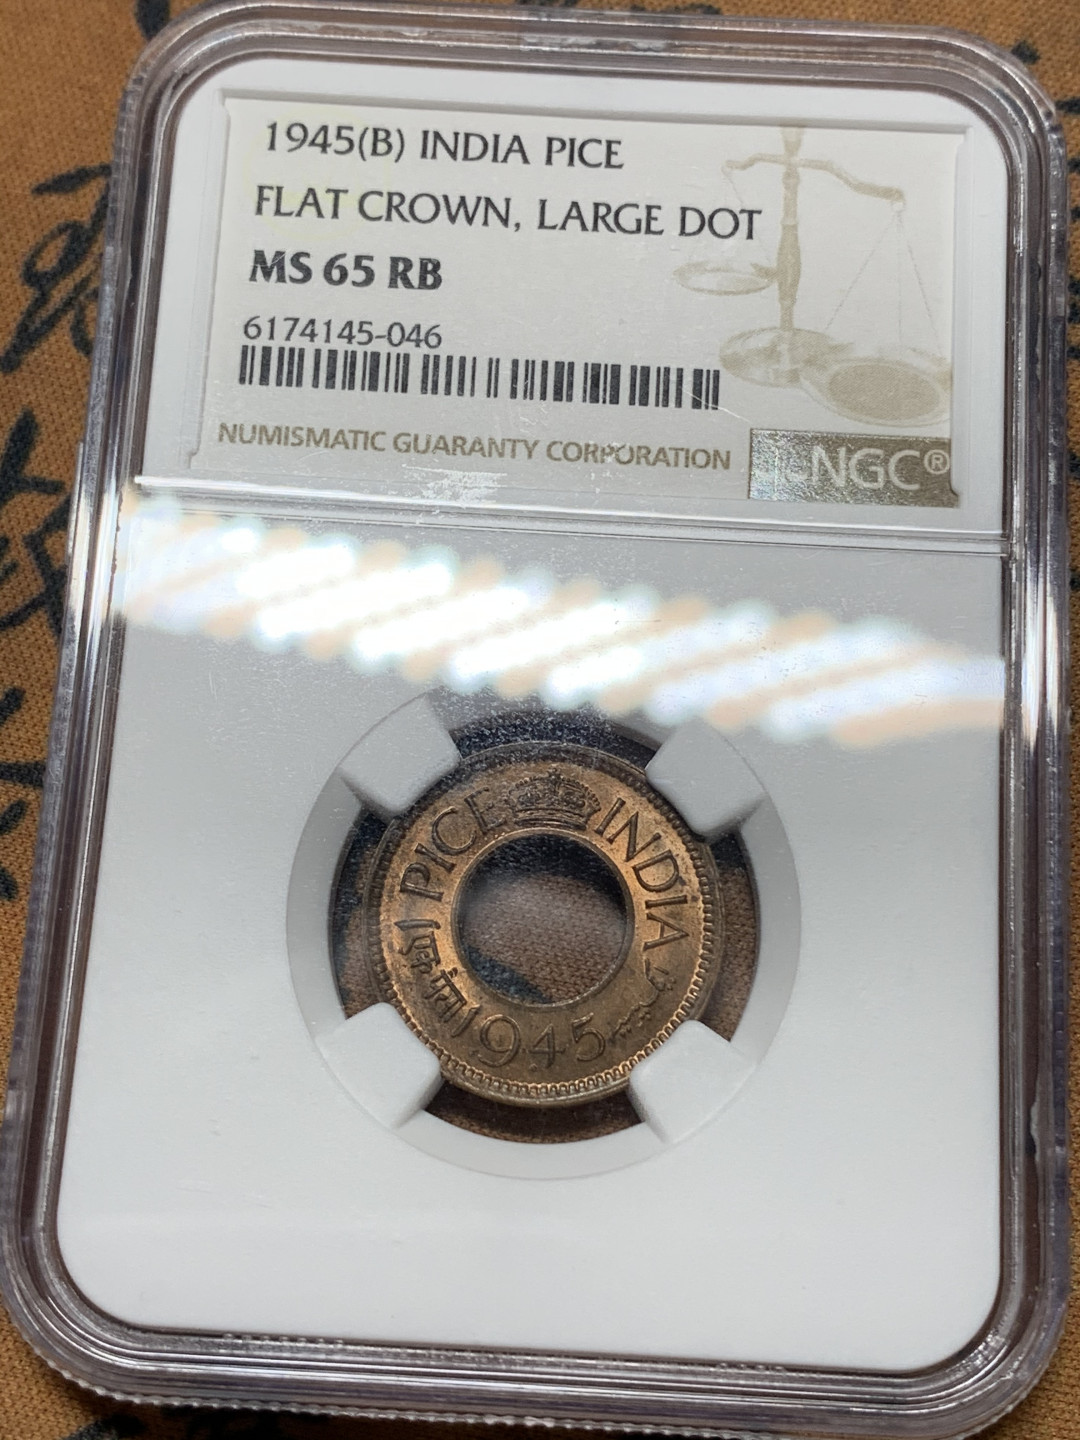 1945(B) INDIA PICE
FLAT CROWN, LARGE DOT
MS 65 RB
6174145-046
NUMISMATIC GUARANTY CORPORATION
NGC®
PICE INDIA
1945